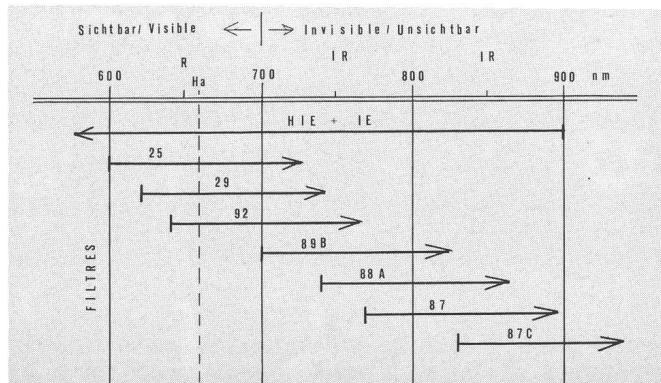 Sichtbar/ Visible ← → Invisible/ Unsichtbar
R IR IR
600 Ha 700 800 900 nm
HIE + IE
25
29
92
89B
88A
87
87C
FILTRES